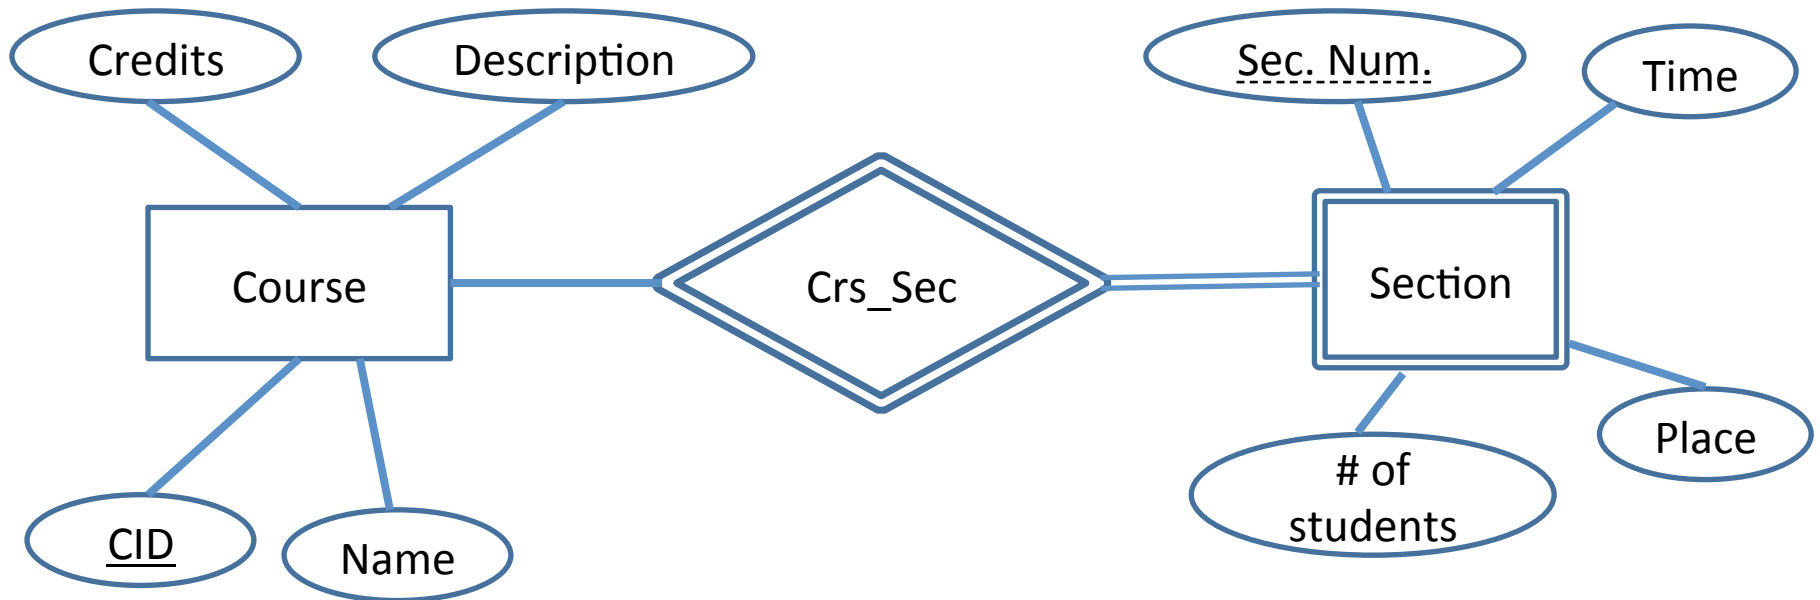 Credits
Description
Sec. Num.
Time
Course
Crs_Sec
Section
CID
Name
# of
students
Place